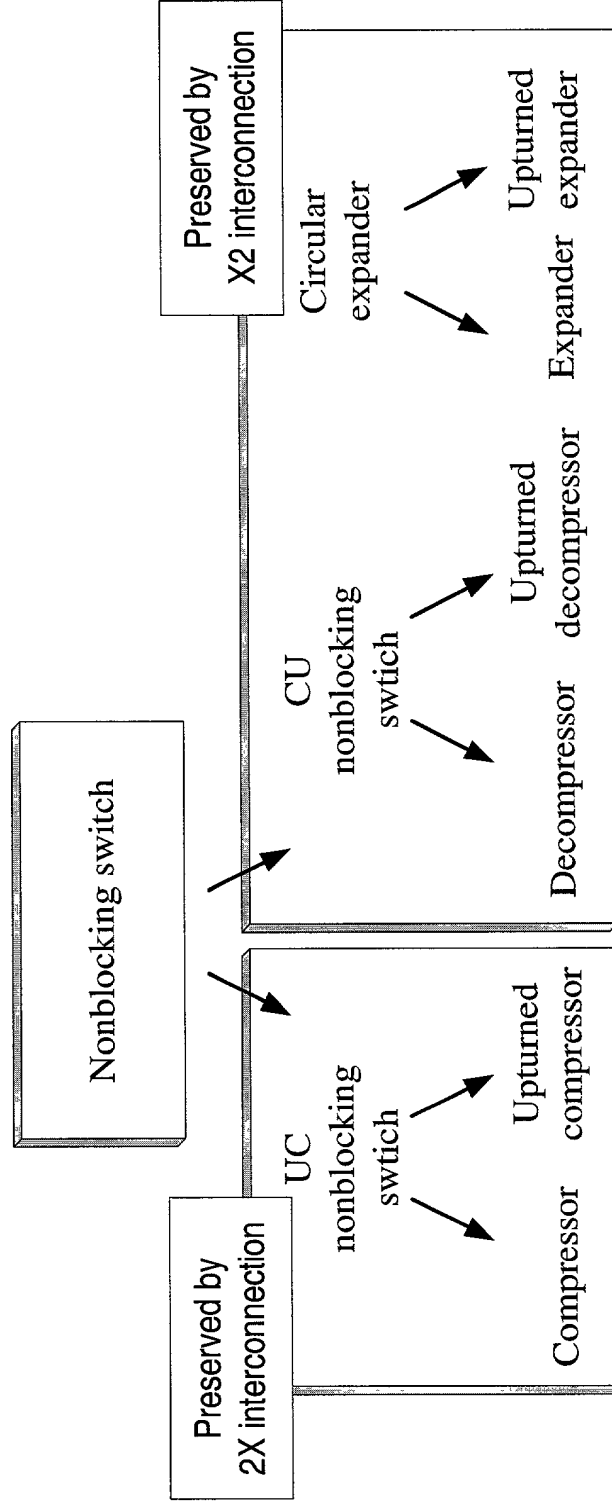 Nonblocking switch
Preserved by
2X interconnection
Preserved by
X2 interconnection
UC
nonblocking
swtich
CU
nonblocking
swtich
Circular
expander
Compressor
Upturned
compressor
Decompressor
Upturned
decompressor
Expander
Upturned
expander